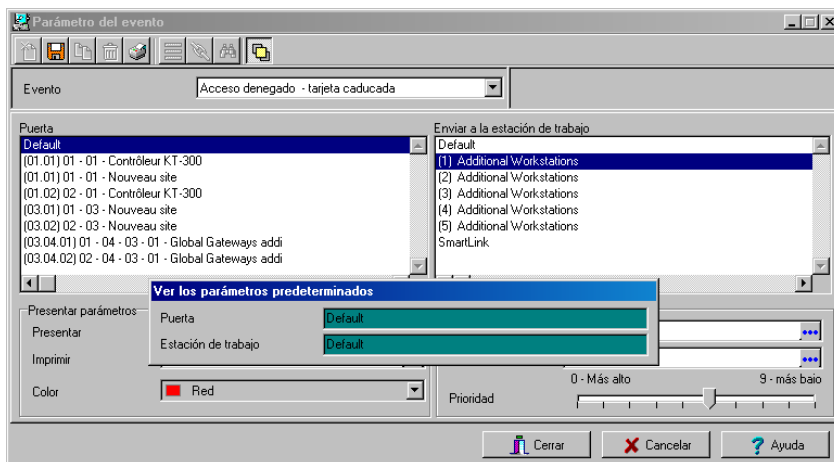 Parámetro del evento
Evento
Acceso denegado - tarjeta caducada
Puerta
Default
(01.01) 01 - 01 - Contrôleur KT-300
(01.01) 01 - 01 - Nouveau site
(01.02) 02 - 01 - Contrôleur KT-300
(03.01) 01 - 03 - Nouveau site
(03.02) 02 - 03 - Nouveau site
(03.04.01) 01 - 04 - 03 - 01 - Global Gateways addi
(03.04.02) 02 - 04 - 03 - 01 - Global Gateways addi
Enviar a la estación de trabajo
Default
(1) Additional Workstations
(2) Additional Workstations
(3) Additional Workstations
(4) Additional Workstations
(5) Additional Workstations
SmartLink
Ver los parámetros predeterminados
Puerta
Default
Estación de trabajo
Default
Presentar parámetros
Presentar
Imprimir
Color
Red
0 - Más alto
9 - más baio
Prioridad
Cerrar
Cancelar
Ayuda